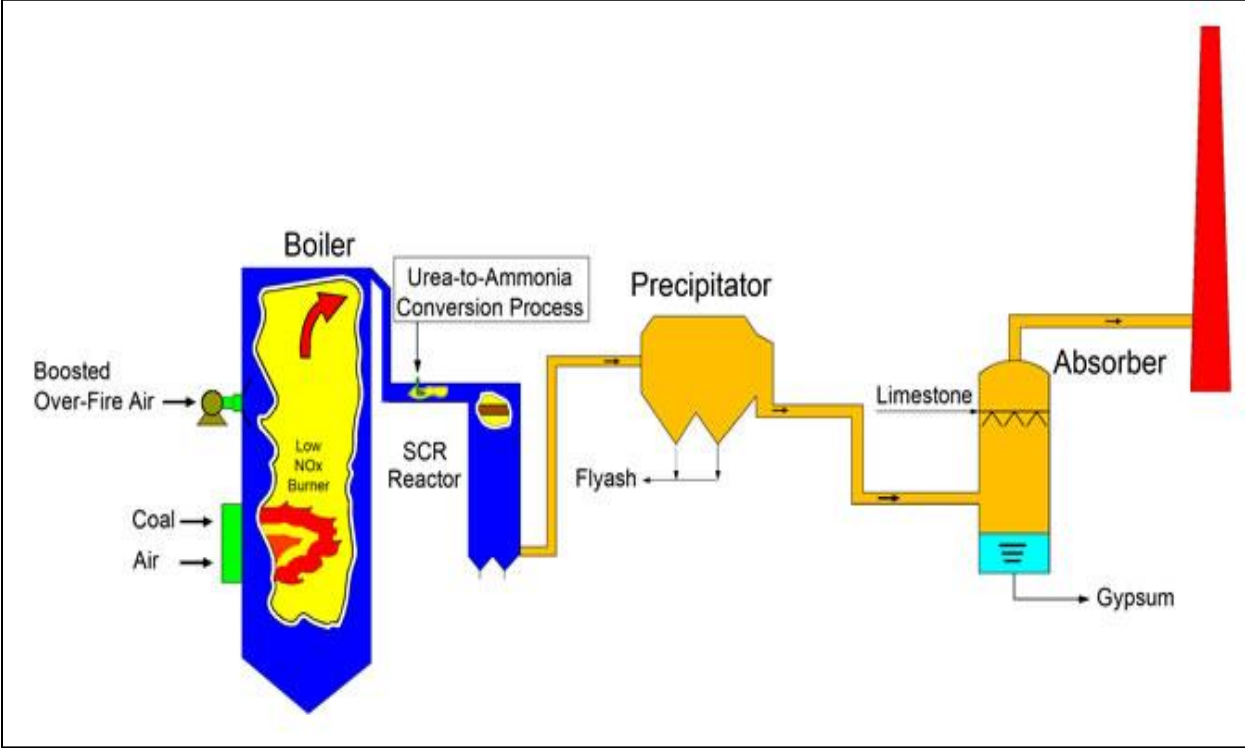 Boiler
Urea-to-Ammonia
Conversion Process
Precipitator
Absorber
Boosted
Over-Fire Air
Limestone
Low
NOx
Burner
SCR
Reactor
Flyash
Coal
Air
Gypsum